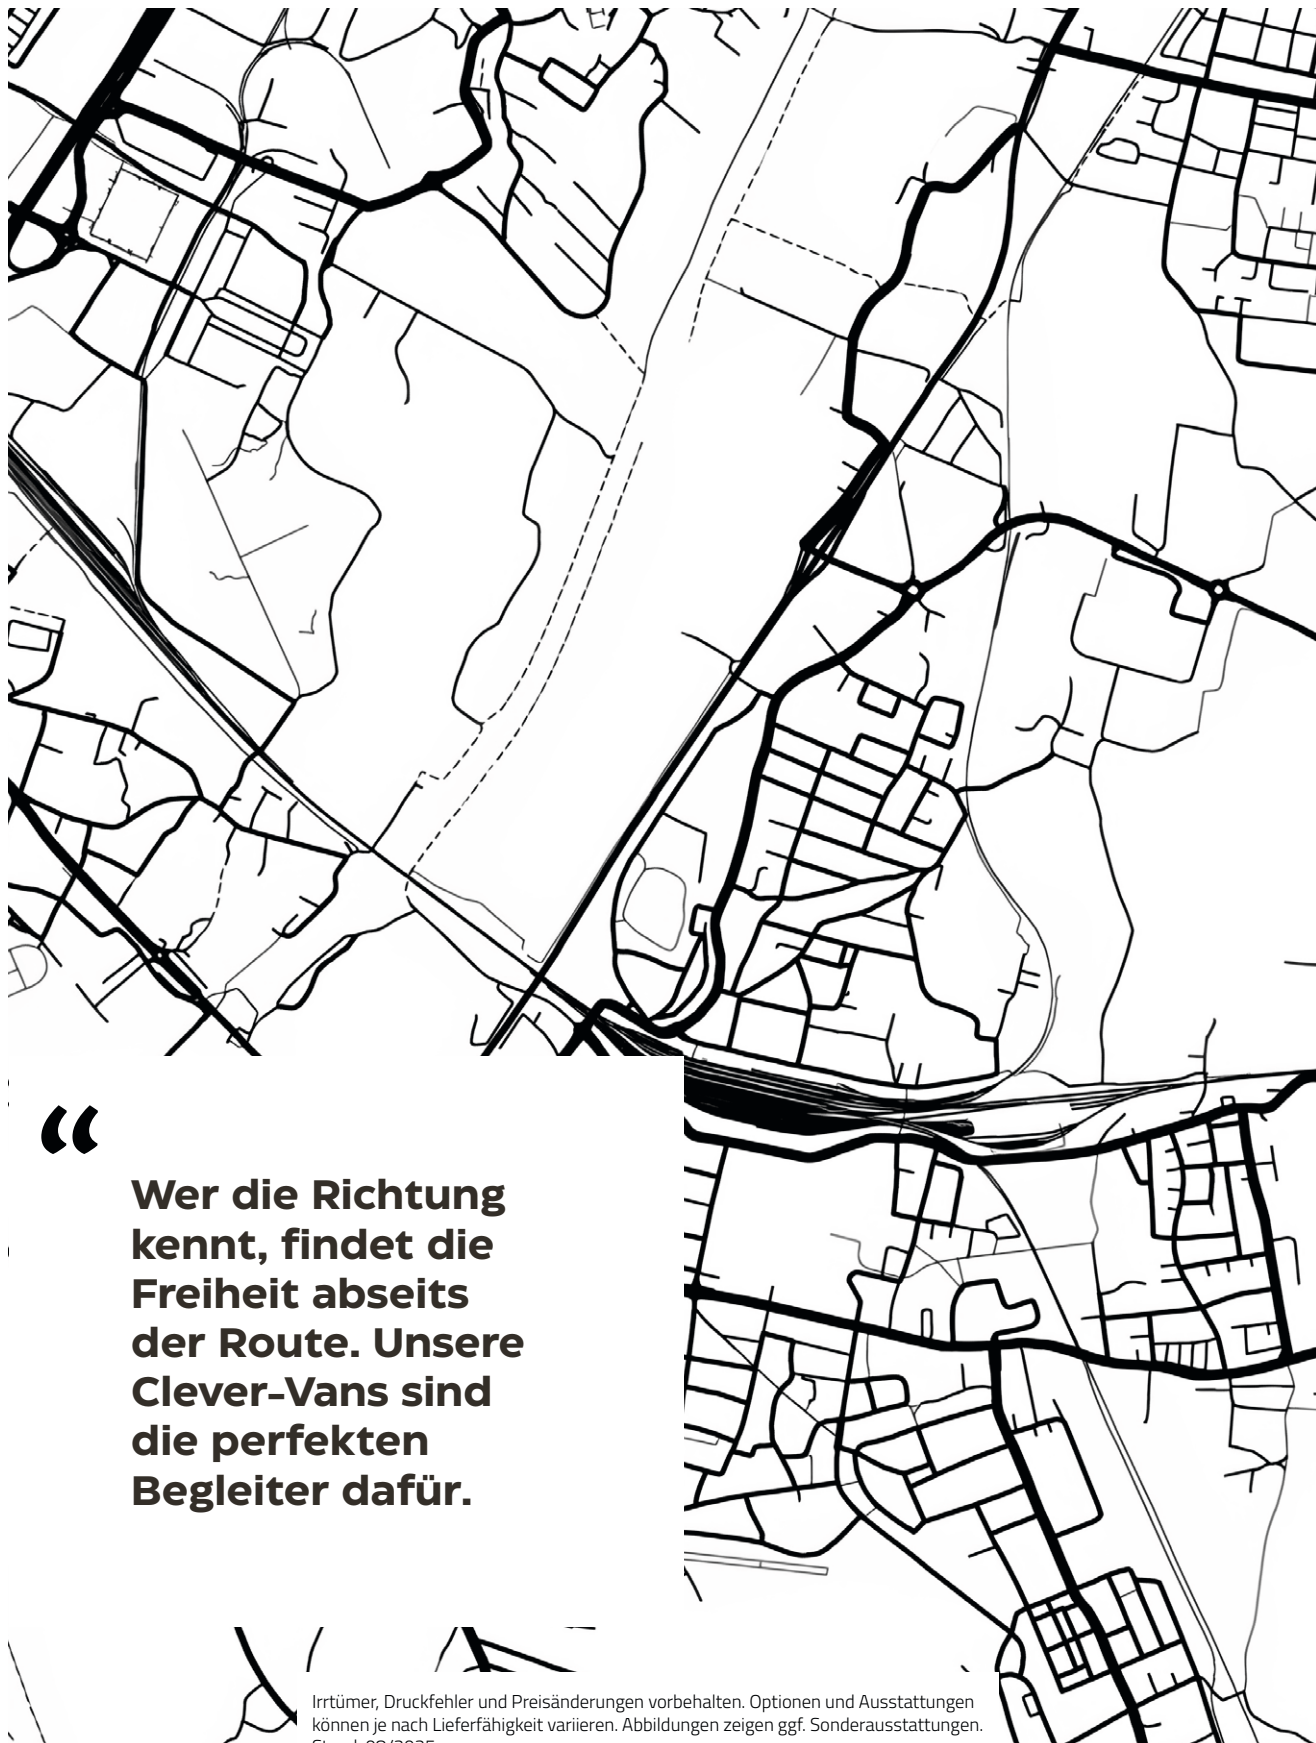 “
Wer die Richtung
kennt, findet die
Freiheit abseits
der Route. Unsere
Clever-Vans sind
die perfekten
Begleiter dafür.
Irrtümer, Druckfehler und Preisänderungen vorbehalten. Optionen und Ausstattungen
können je nach Lieferfähigkeit variieren. Abbildungen zeigen ggf. Sonderausstattungen.